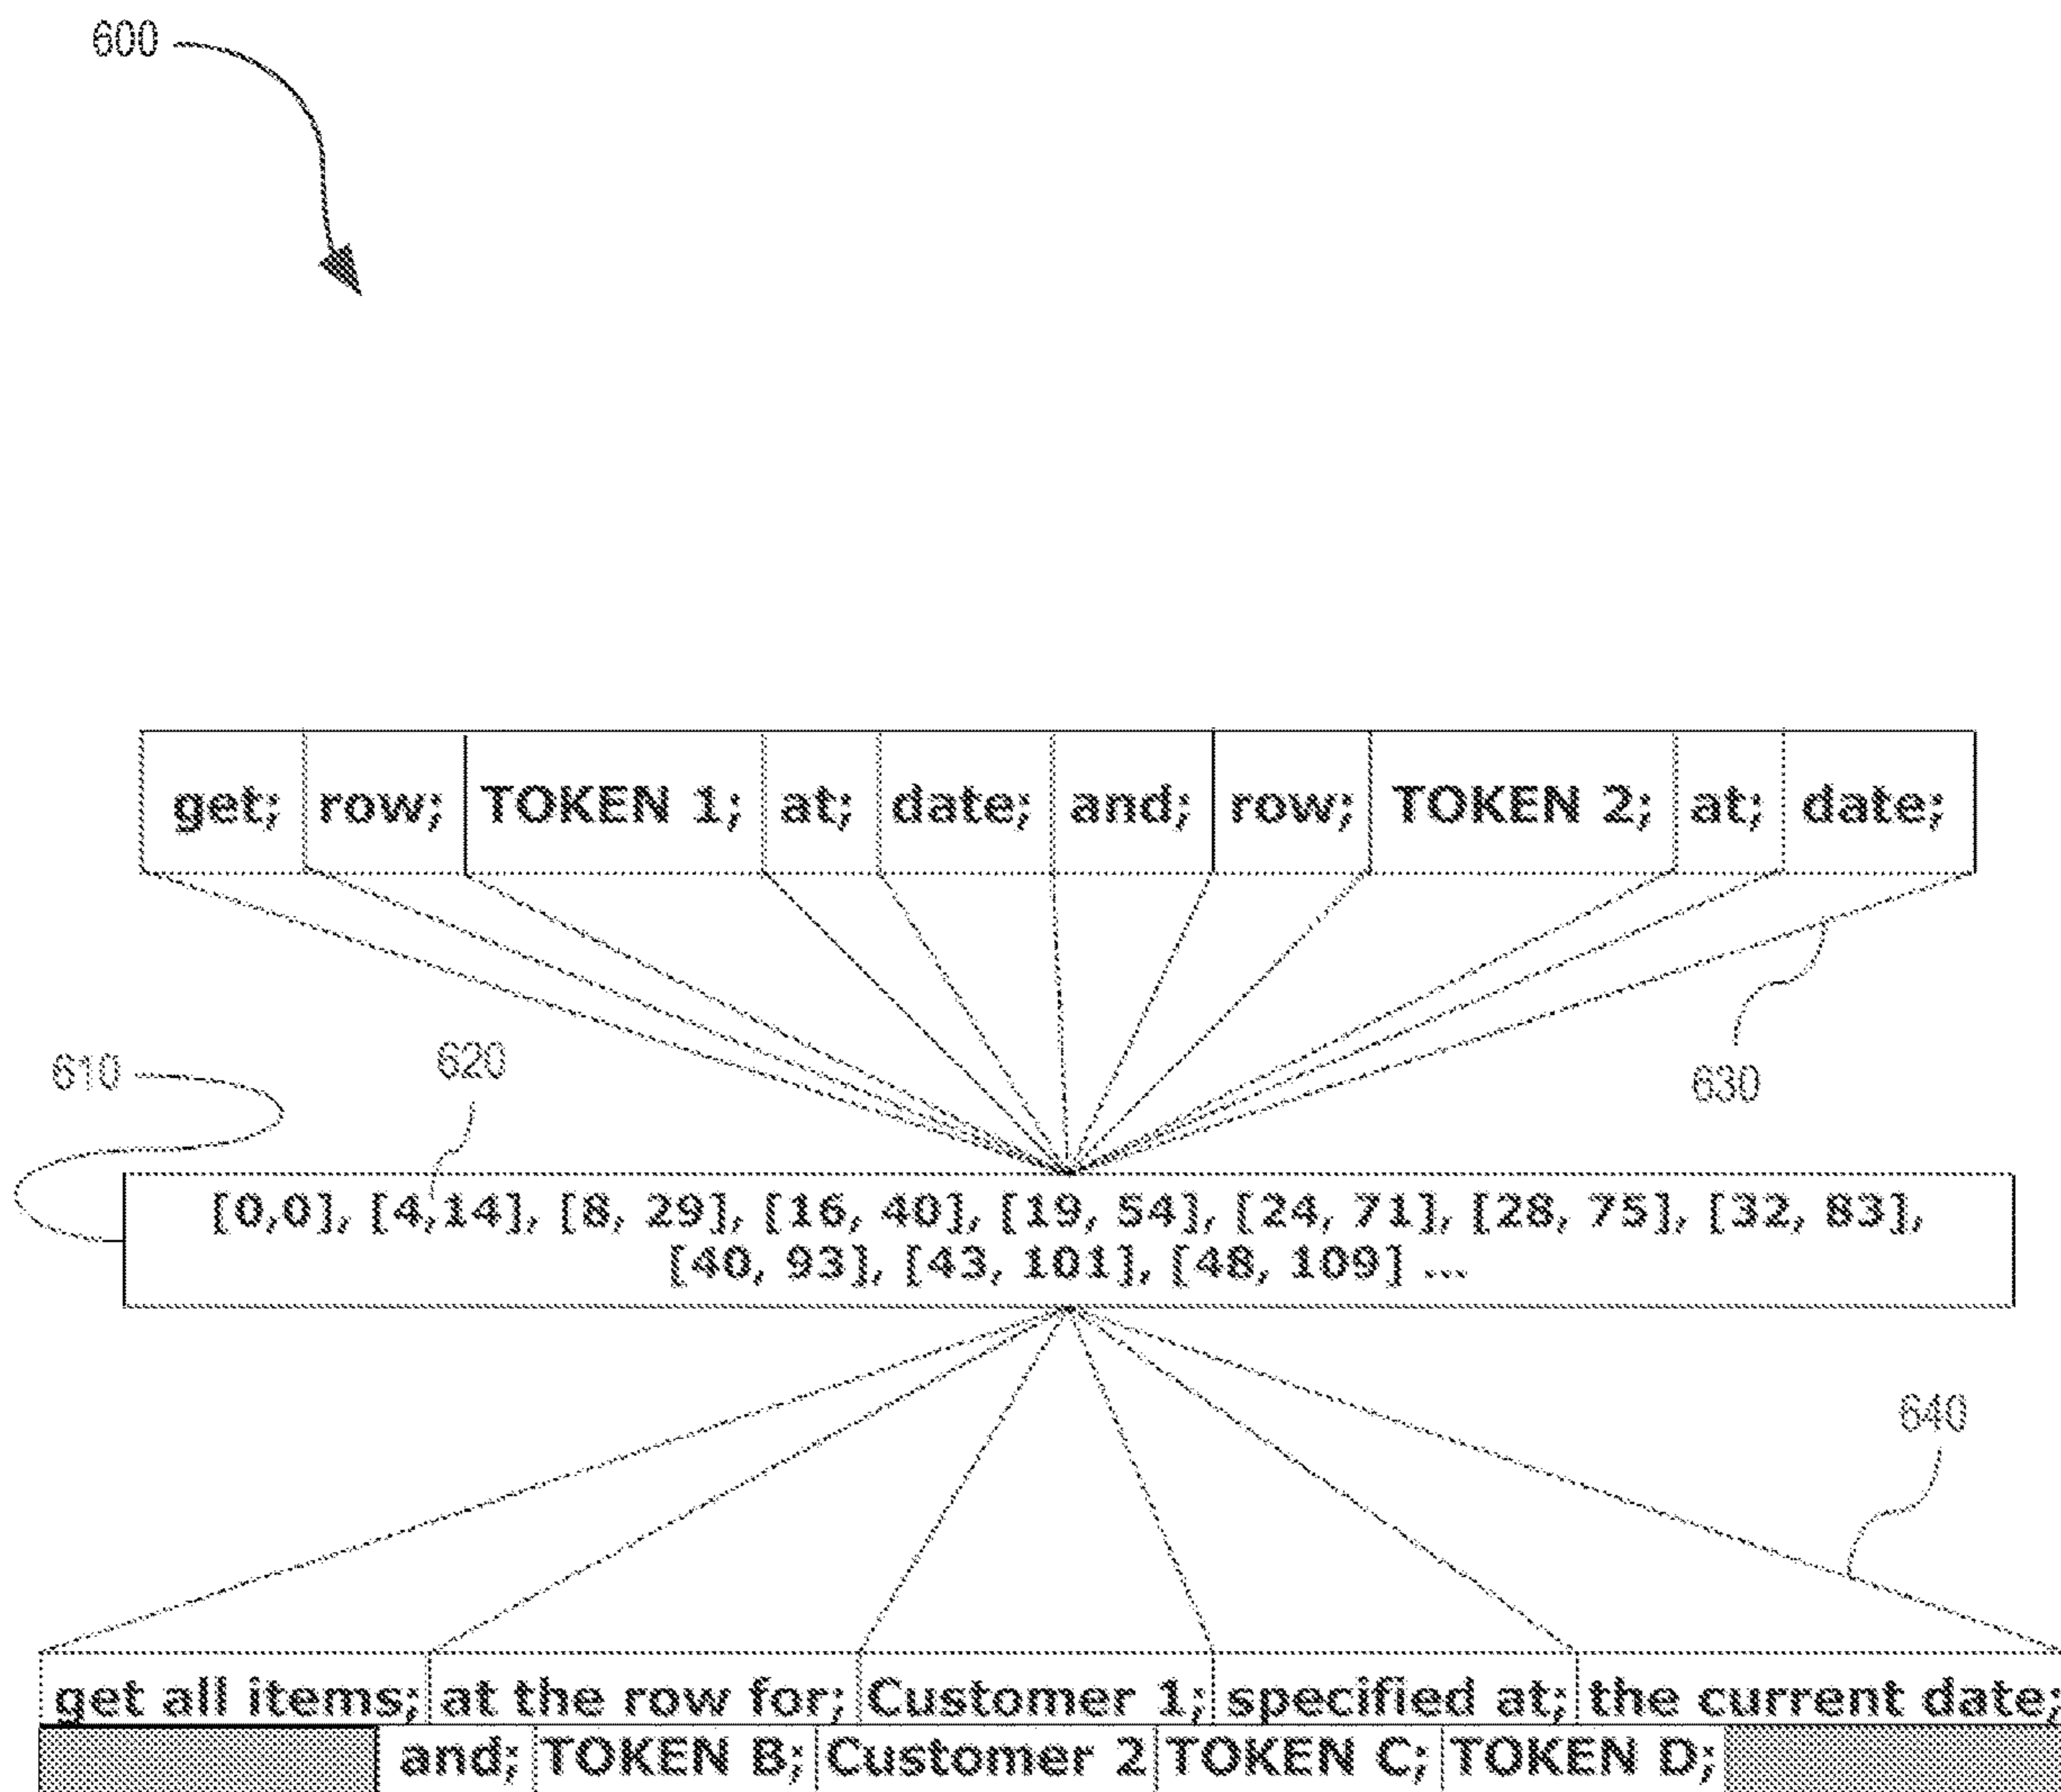 600
get; row; TOKEN 1; at; date; and; row; TOKEN 2; at; date;
630
610
620
[0,0], [4,14], [8, 29], [16, 40], [19, 54], [24, 71], [28, 75], [32, 83],
[40, 93], [43, 101], [48, 109] ...
640
get all items; at the row for; Customer 1; specified at; the current date;
and; TOKEN B; Customer 2 TOKEN C; TOKEN D;